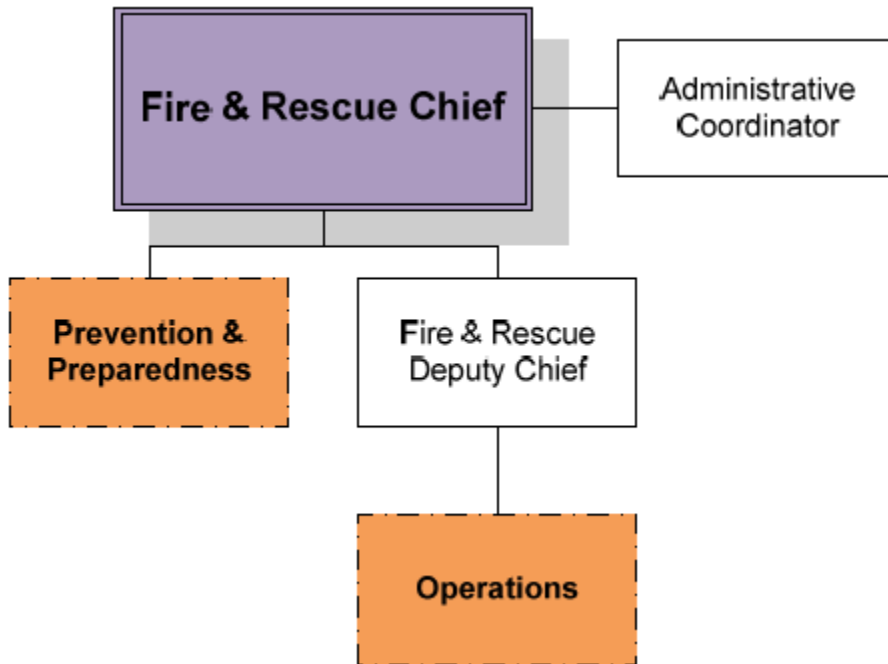 Fire & Rescue Chief
Administrative
Coordinator
Prevention &
Preparedness
Fire & Rescue
Deputy Chief
Operations